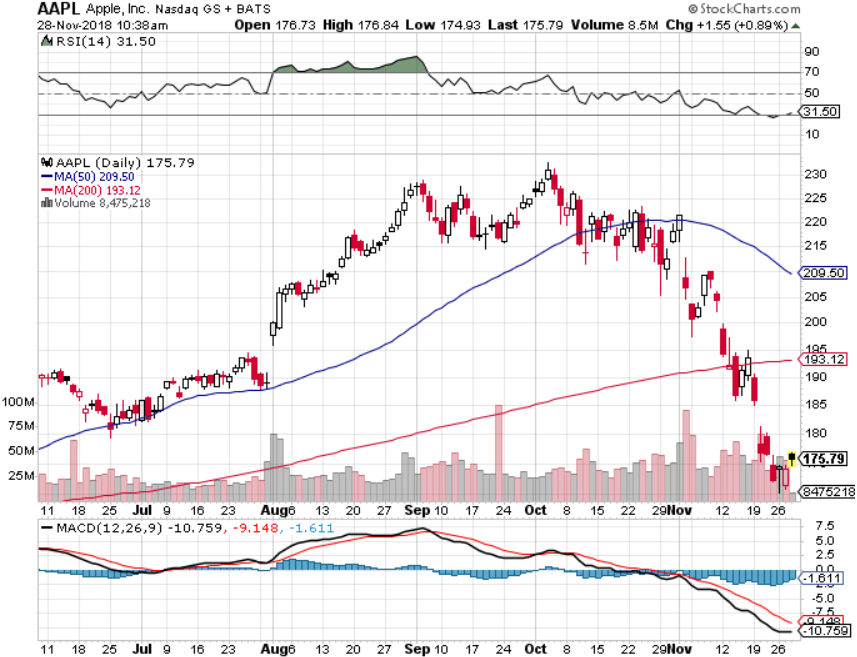 AAPL Apple, Inc. Nasdaq GS + BATS © StockCharts.com
28-Nov-2018 10:38am Open 176.73 High 176.84 Low 174.93 Last 175.79 Volume 8.5M Chg +1.55 (+0.89%)
RSI(14) 31.50
90
70
50
31.50
10
AAPL (Daily) 175.79
MA(50) 209.50
MA(200) 193.12
Volume 8,475,218
230
225
220
215
209.50
205
200
195
193.12
190
185
180
175.79
8475218
100M
75M
50M
25M
11 18 25 Jul 9 16 23 Aug 6 13 20 27 Sep 10 17 24 Oct 8 15 22 29 Nov 12 19 26
MACD(12,26,9) -10.759, -9.148, -1.611
7.5
5.0
2.5
0.0
-1.611
-5.0
-7.5
-9.148
-10.759
11 18 25 Jul 9 16 23 Aug 6 13 20 27 Sep 10 17 24 Oct 8 15 22 29 Nov 12 19 26